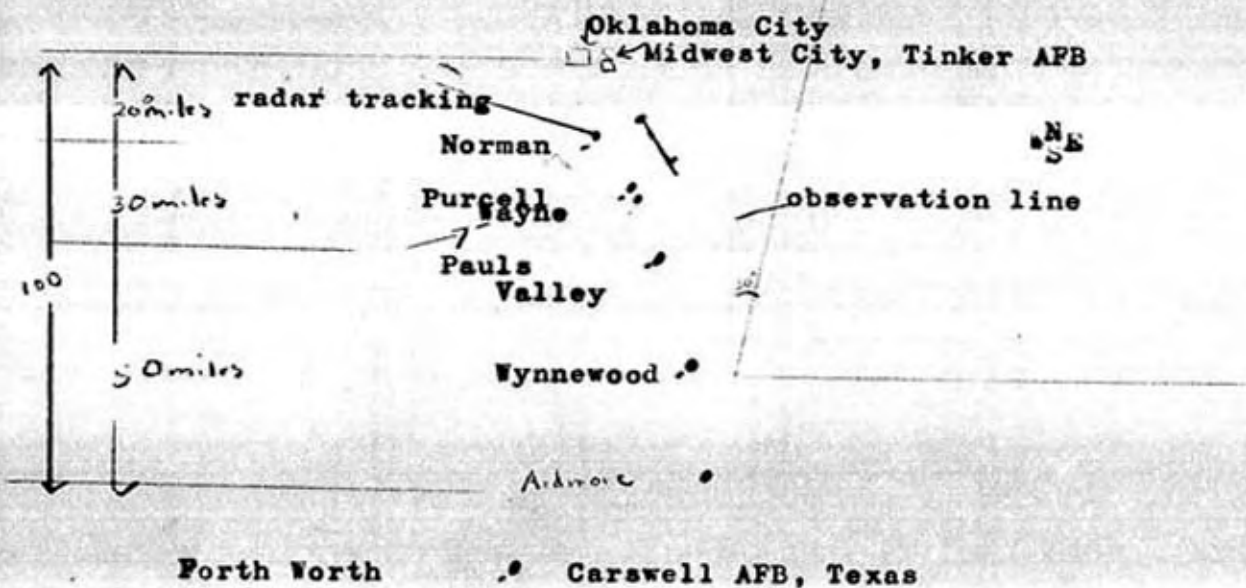 Oklahoma City
Midwest City, Tinker AFB
20 miles
radar tracking
Norman
N
E
S
30 miles
Purcell
Wayne
observation line
Pauls
Valley
100
50 miles
Wynnewood
Ardmore
Forth Worth
Carswell AFB, Texas